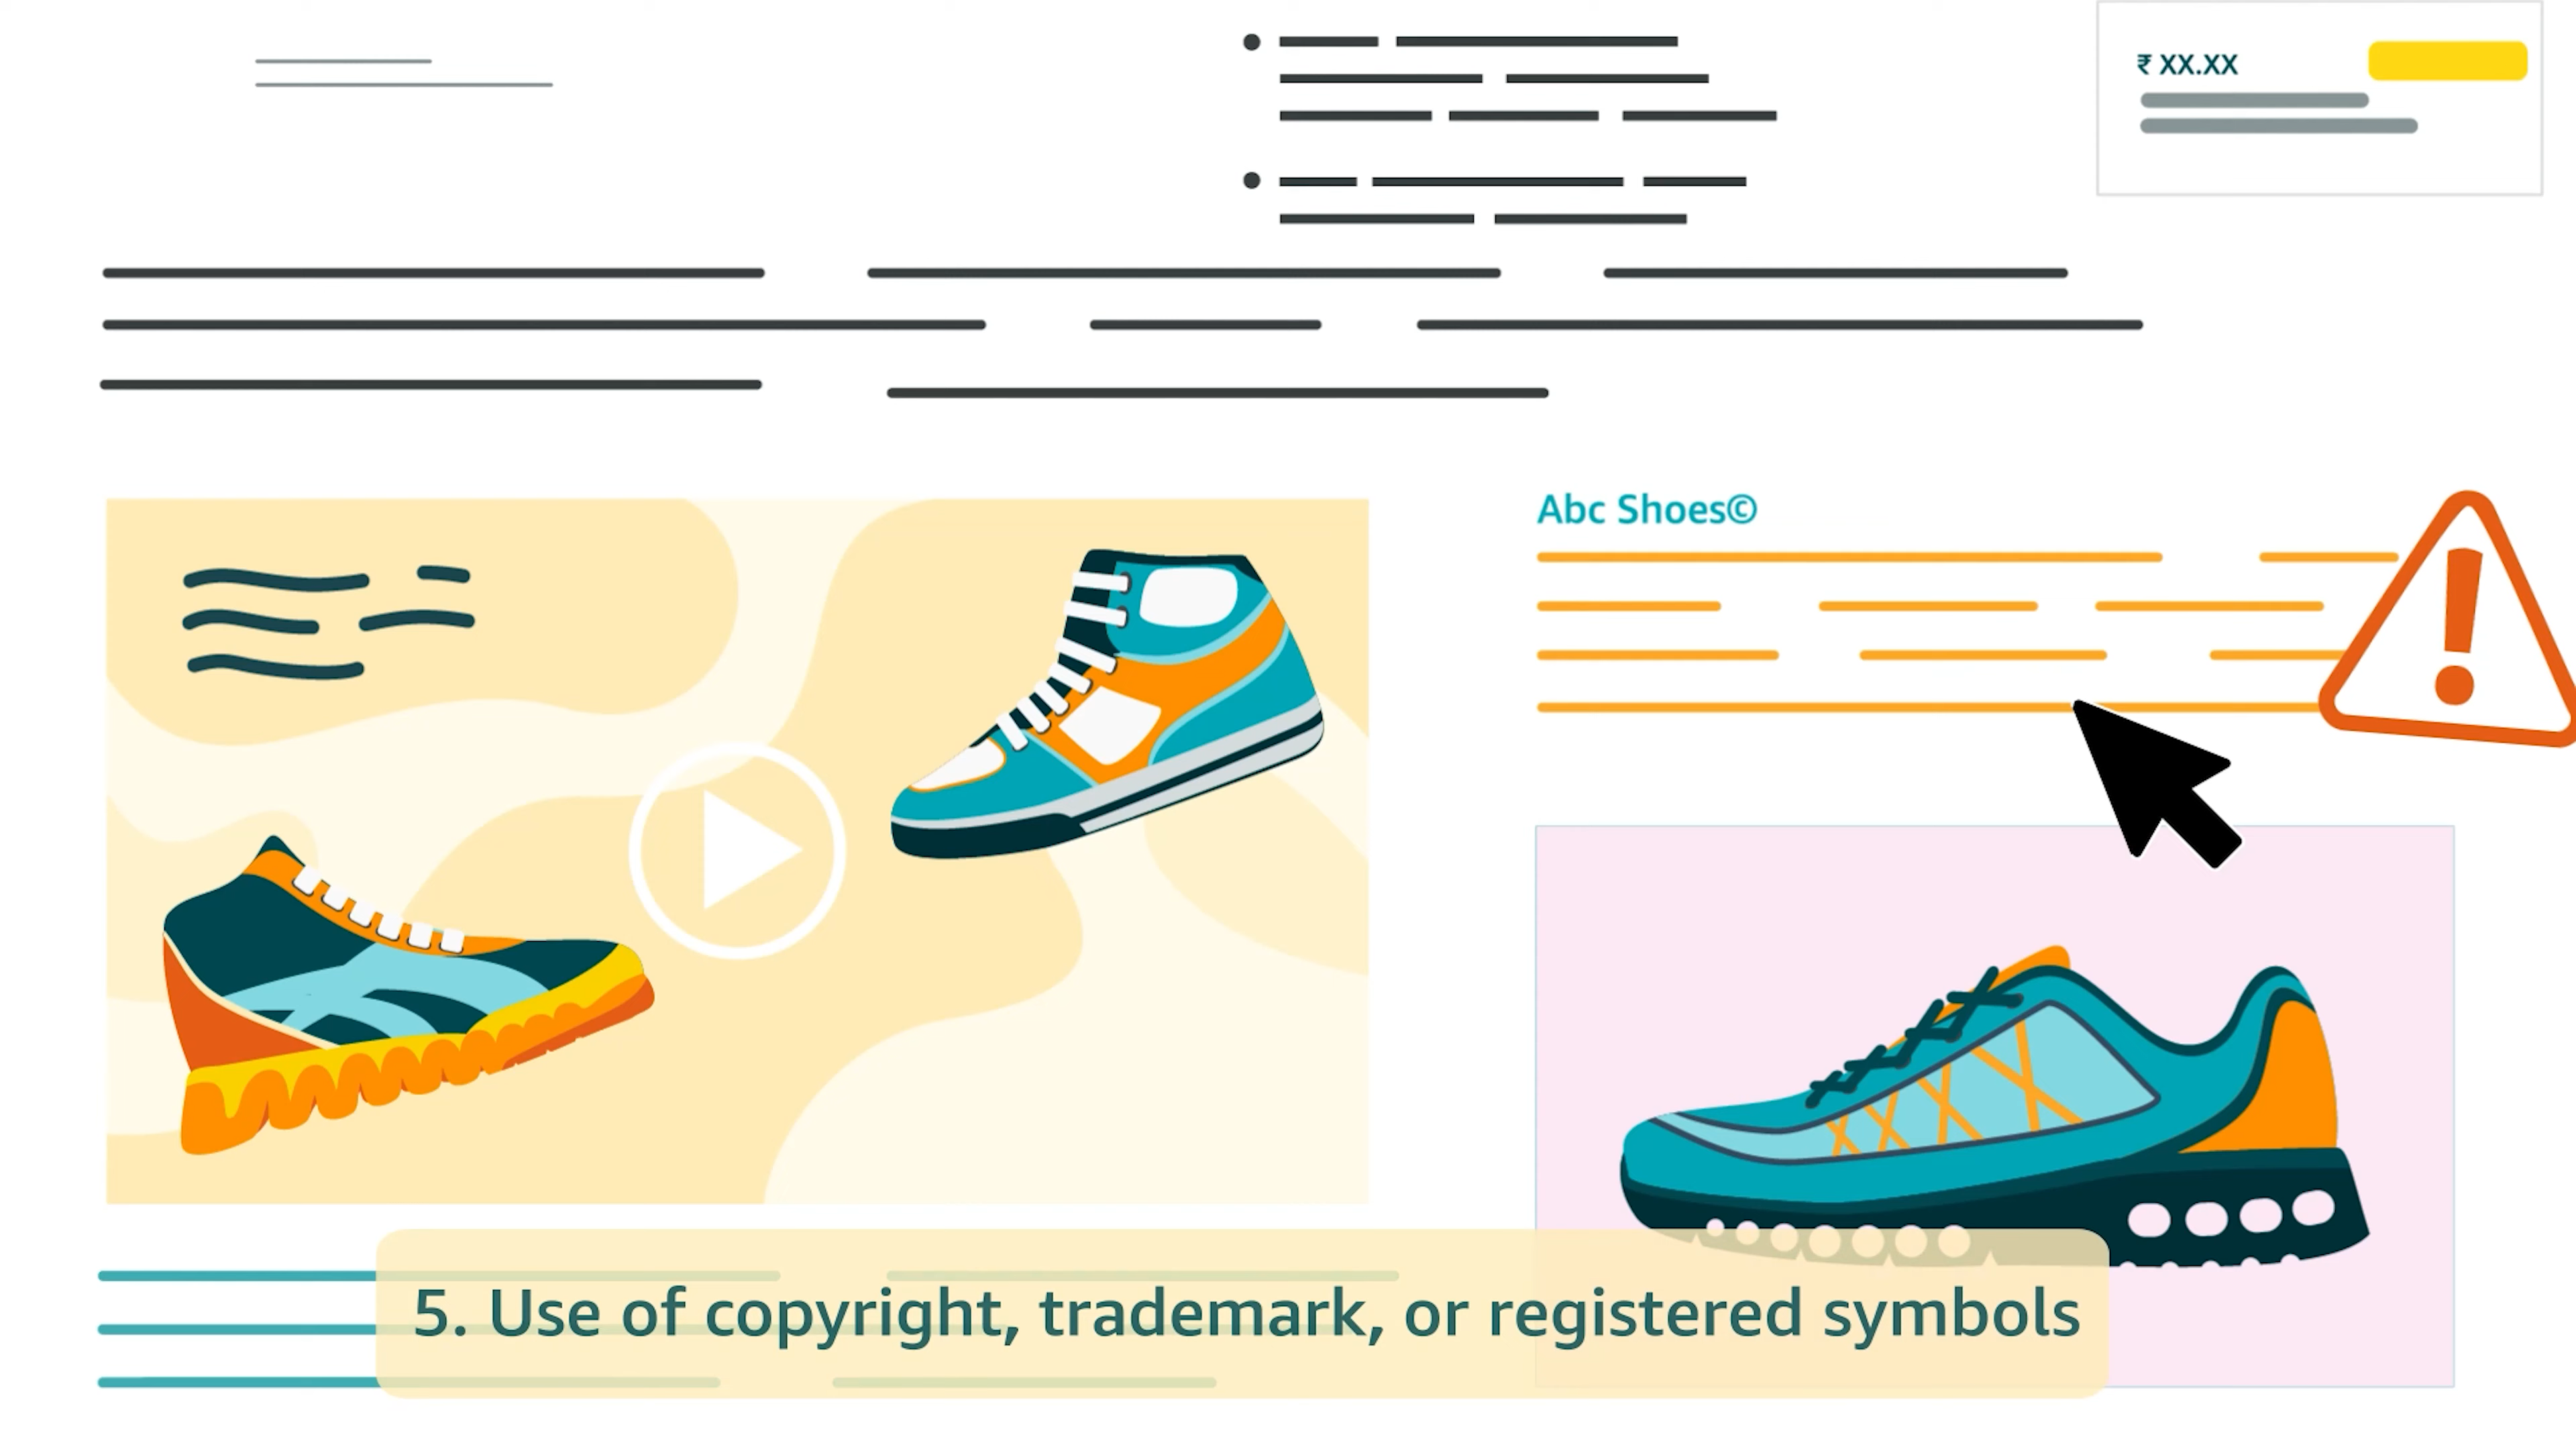 ₹ XX.XX
Abc Shoes©
5. Use of copyright, trademark, or registered symbols